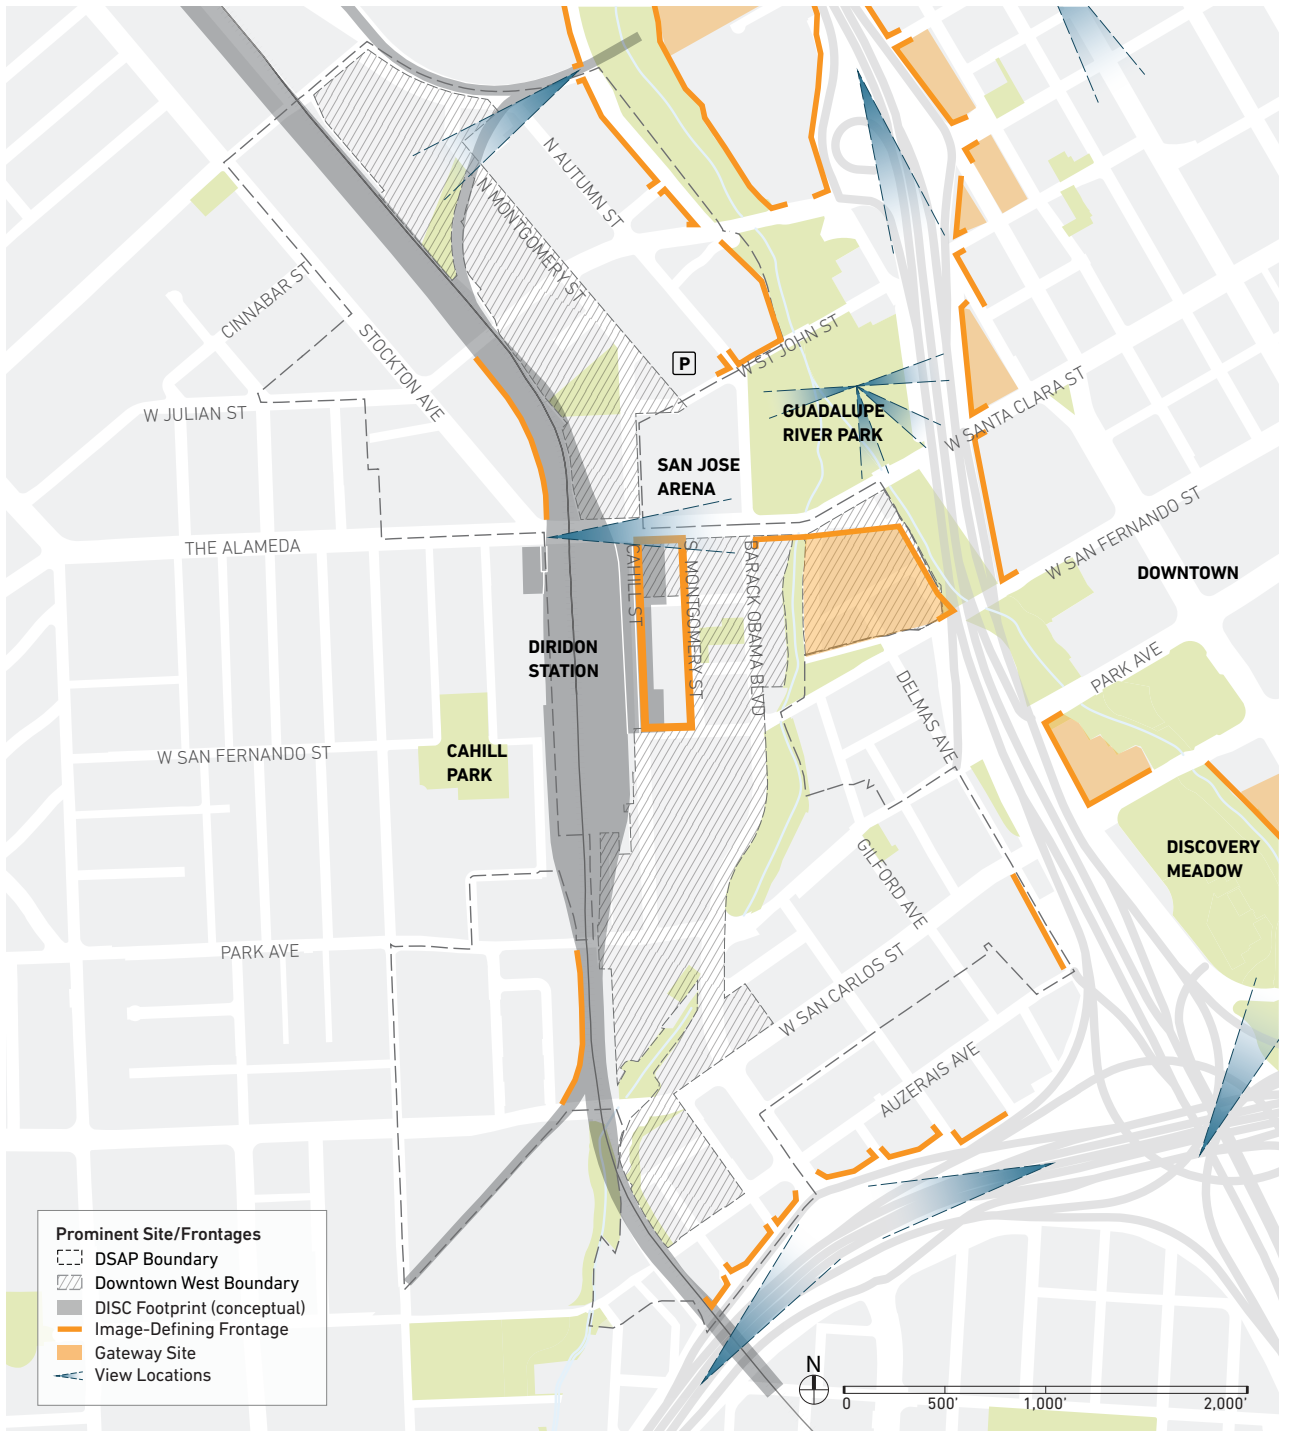 N AUTUMN ST
N MONTGOMERY ST
CINNABAR ST
STOCKTON AVE
P
W ST JOHN ST
W JULIAN ST
GUADALUPE
RIVER PARK
W SANTA CLARA ST
SAN JOSE
ARENA
W SAN FERNANDO ST
THE ALAMEDA
CAHILL ST
S MONTGOMERY ST
BARACK OBAMA BLVD
DOWNTOWN
DIRIDON
STATION
PARK AVE
DELMAS AVE
W SAN FERNANDO ST
CAHILL
PARK
GILFORD AVE
DISCOVERY
MEADOW
PARK AVE
W SAN CARLOS ST
AUZERAIS AVE
Prominent Site/Frontages
DSAP Boundary
Downtown West Boundary
DISC Footprint (conceptual)
Image-Defining Frontage
Gateway Site
View Locations
N
0 500' 1,000' 2,000'